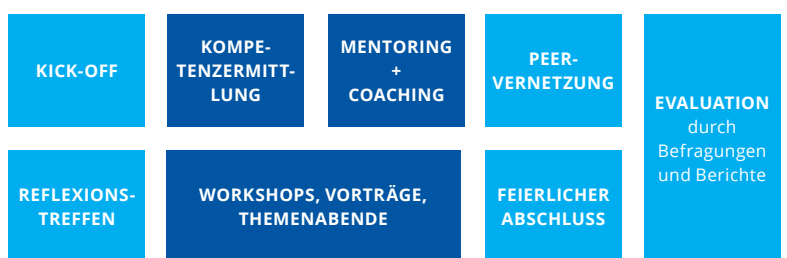 KICK-OFF
KOMPE-
TENZERMITT-
LUNG
MENTORING
+
COACHING
PEER-
VERNETZUNG
EVALUATION
durch
Befragungen
und Berichte
REFLEXIONS-
TREFFEN
WORKSHOPS, VORTRÄGE,
THEMENABENDE
FEIERLICHER
ABSCHLUSS